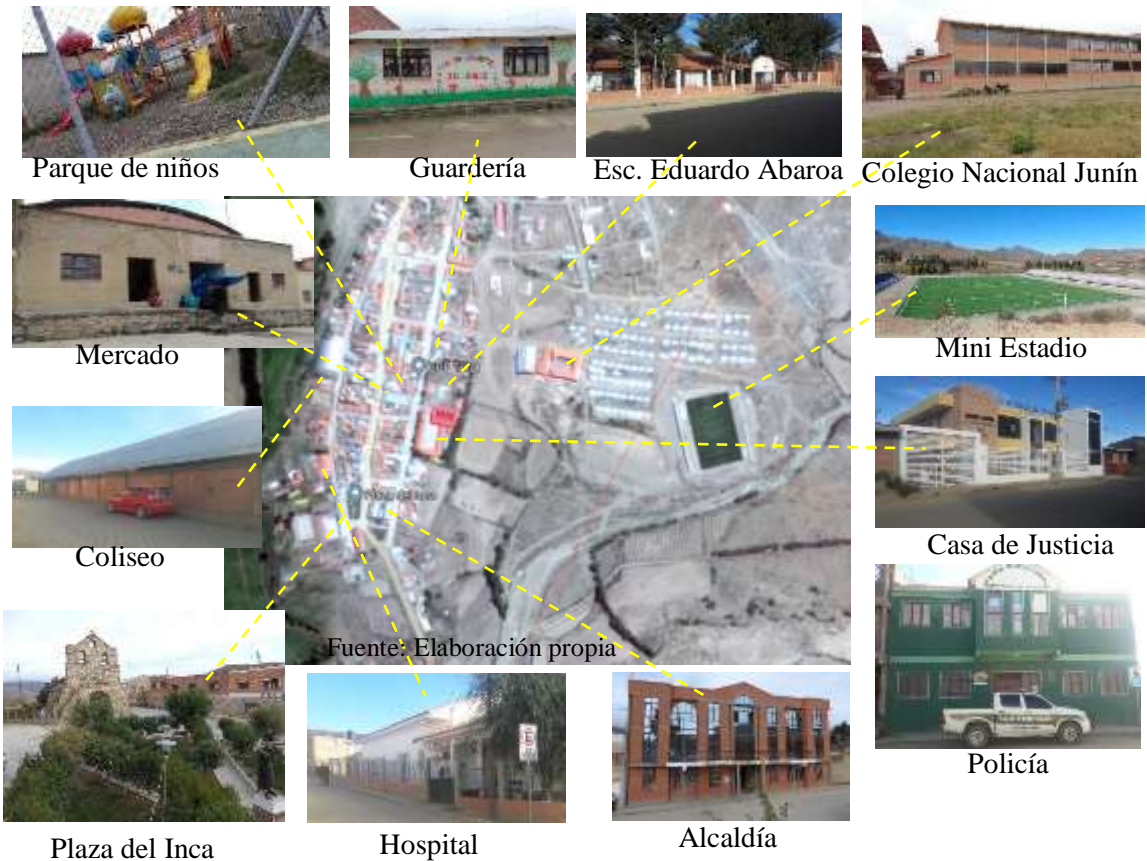 Parque de niños
Guardería
Esc. Eduardo Abaroa
Colegio Nacional Junín
Mercado
Mini Estadio
Coliseo
Casa de Justicia
Fuente: Elaboración propia
Policía
Plaza del Inca
Hospital
Alcaldía